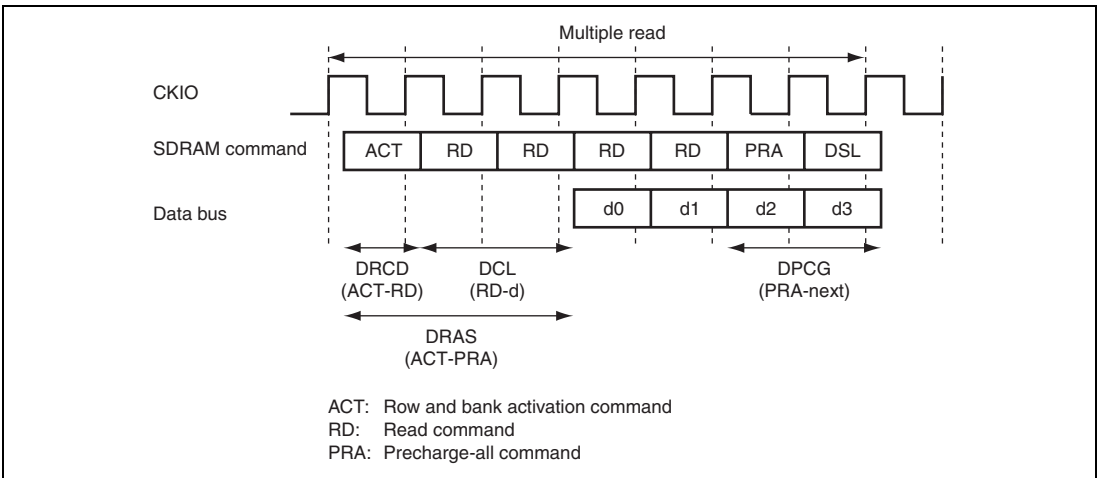 Multiple read
CKIO
SDRAM command
ACT RD RD RD RD PRA DSL
Data bus
d0 d1 d2 d3
DRCD DCL DPCG
(ACT-RD) (RD-d) (PRA-next)
DRAS
(ACT-PRA)
ACT: Row and bank activation command
RD: Read command
PRA: Precharge-all command